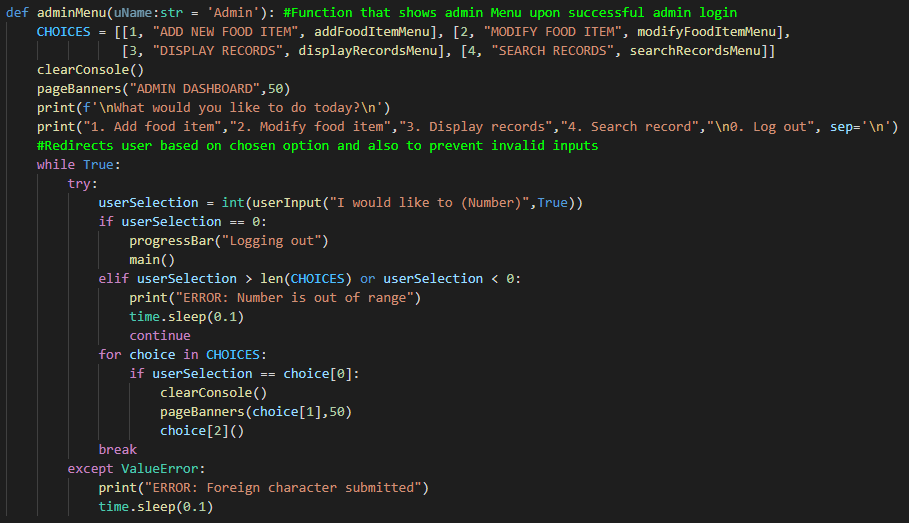 def adminMenu(uName:str = 'Admin'): #Function that shows admin Menu upon successful admin login
    CHOICES = [[1, "ADD NEW FOOD ITEM", addFoodItemMenu], [2, "MODIFY FOOD ITEM", modifyFoodItemMenu],
               [3, "DISPLAY RECORDS", displayRecordsMenu], [4, "SEARCH RECORDS", searchRecordsMenu]]
    clearConsole()
    pageBanners("ADMIN DASHBOARD",50)
    print(f'\nWhat would you like to do today?\n')
    print("1. Add food item","2. Modify food item","3. Display records","4. Search record","\n0. Log out", sep='\n')
    #Redirects user based on chosen option and also to prevent invalid inputs
    while True:
        try:
            userSelection = int(userInput("I would like to (Number)",True))
            if userSelection == 0:
                progressBar("Logging out")
                main()
            elif userSelection > len(CHOICES) or userSelection < 0:
                print("ERROR: Number is out of range")
                time.sleep(0.1)
                continue
            for choice in CHOICES:
                if userSelection == choice[0]:
                    clearConsole()
                    pageBanners(choice[1],50)
                    choice[2]()
            break
        except ValueError:
            print("ERROR: Foreign character submitted")
            time.sleep(0.1)